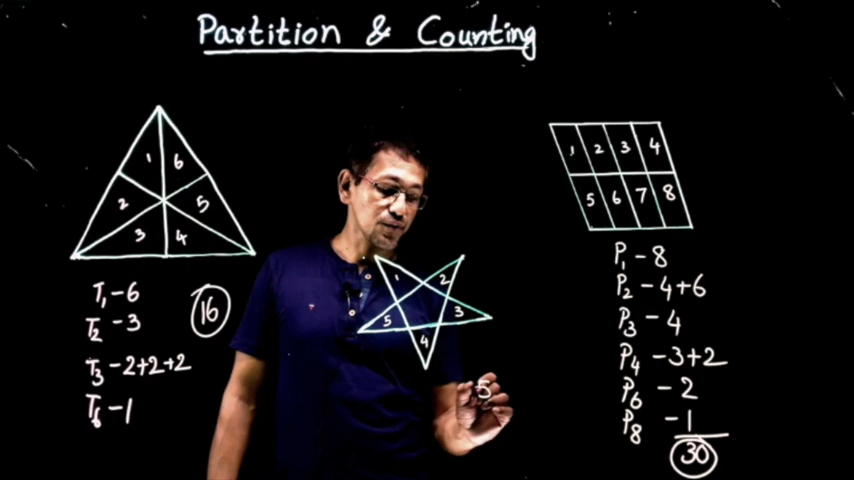 Partition & Counting
1 6
2 5
3 4
T₁ - 6
T₂ - 3
T₃ - 2+2+2
T₆ - 1
16
1 2
5 3
4
5
1 2 3 4
5 6 7 8
P₁ - 8
P₂ - 4+6
P₃ - 4
P₄ - 3+2
P₆ - 2
P₈ - 1
30